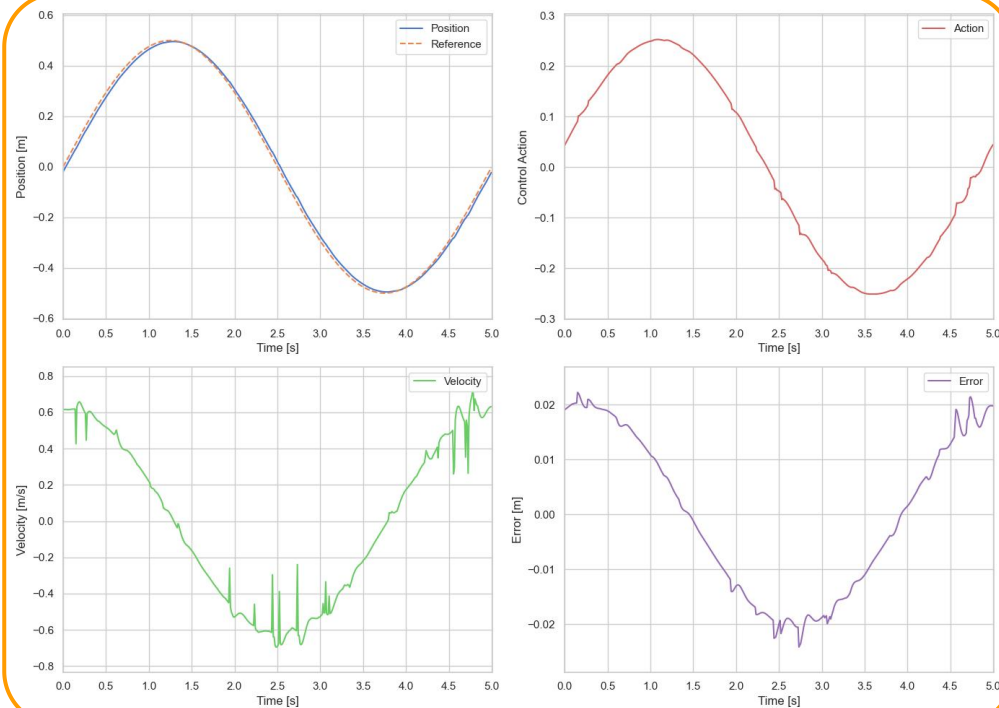 0.6
0.4
0.2
0.0
−0.2
−0.4
−0.6
Position [m]
Position
Reference
0.0 0.5 1.0 1.5 2.0 2.5 3.0 3.5 4.0 4.5 5.0
Time [s]
0.3
0.2
0.1
0.0
−0.1
−0.2
−0.3
Control Action
Action
0.0 0.5 1.0 1.5 2.0 2.5 3.0 3.5 4.0 4.5 5.0
Time [s]
0.8
0.6
0.4
0.2
0.0
−0.2
−0.4
−0.6
−0.8
Velocity [m/s]
Velocity
0.0 0.5 1.0 1.5 2.0 2.5 3.0 3.5 4.0 4.5 5.0
Time [s]
0.02
0.01
0.00
−0.01
−0.02
Error [m]
Error
0.0 0.5 1.0 1.5 2.0 2.5 3.0 3.5 4.0 4.5 5.0
Time [s]